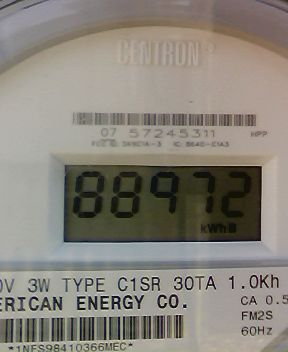 CENTRON®
07 57245311 HPP
88972
kWh
0V 3W TYPE C1SR 30TA 1.0Kh
ERICAN ENERGY CO.
CA 0.5
FM2S
60Hz
*1NFS98410366MEC*